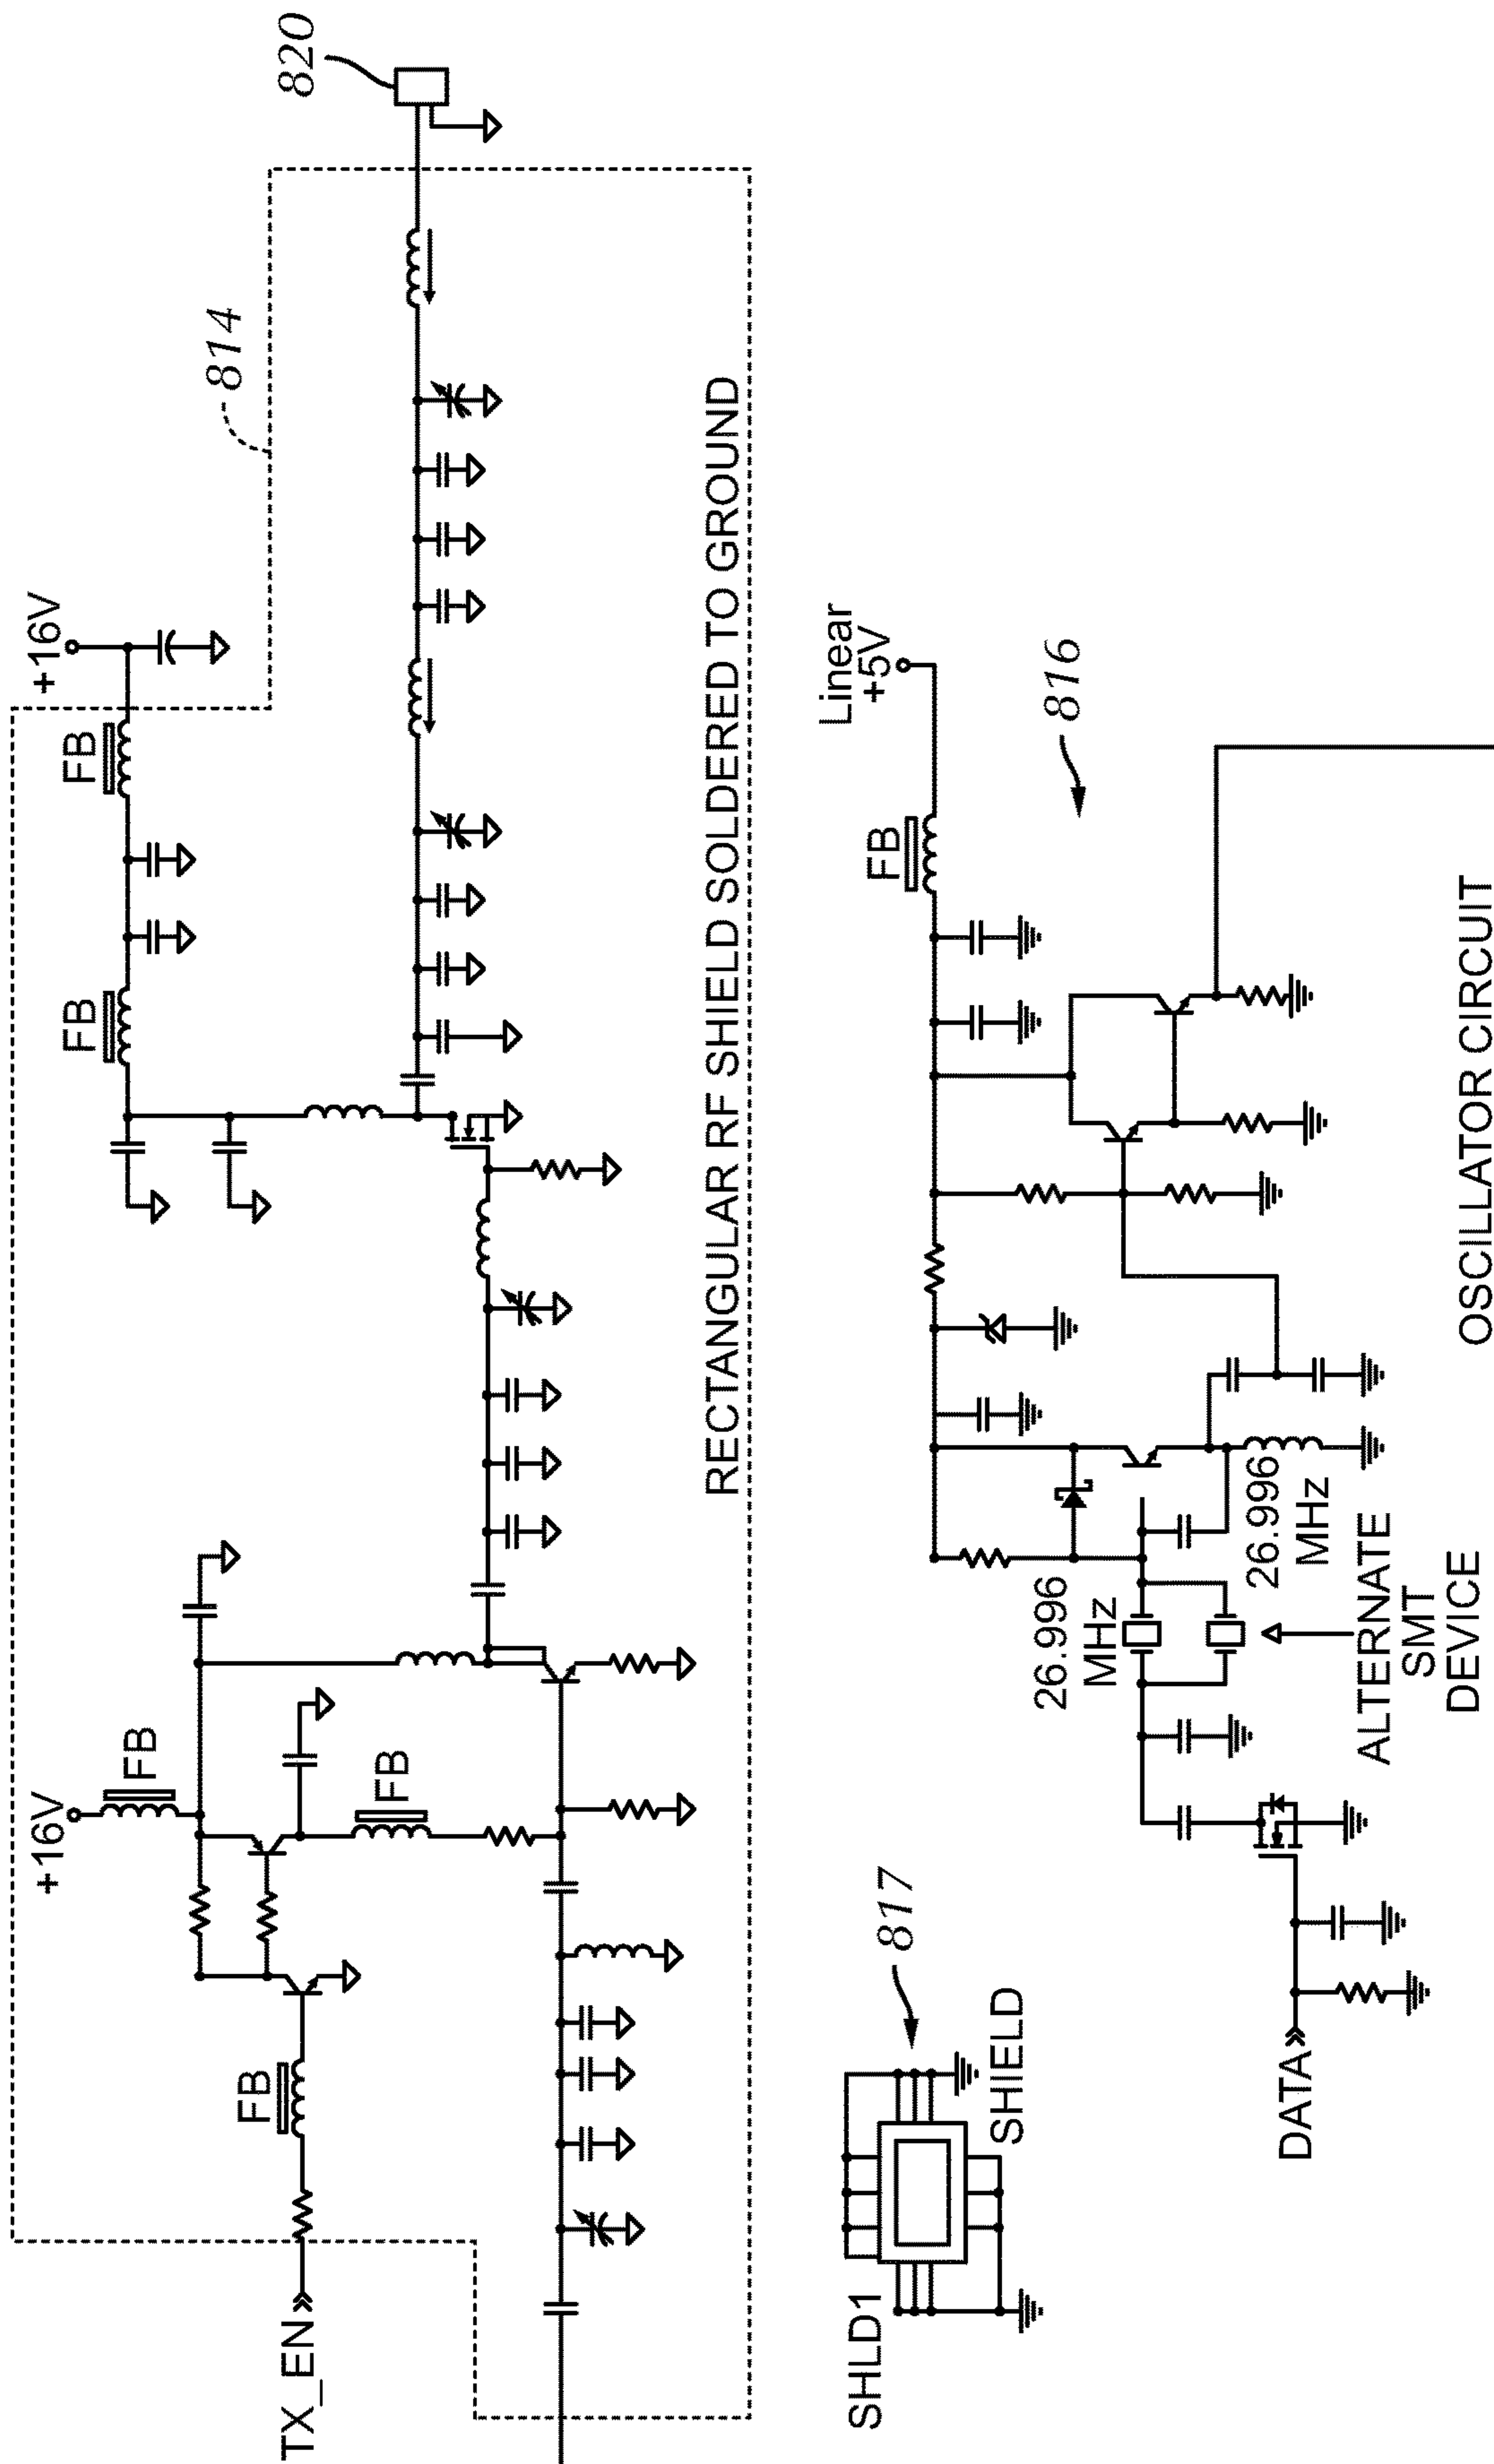 820
814
+16V
FB
FB
+16V
FB
FB
FB
TX_EN
RECTANGULAR RF SHIELD SOLDERED TO GROUND
Linear
+5V
816
FB
817
SHLD1
SHIELD
26.996
MHz
26.996
MHz
ALTERNATE
SMT
DEVICE
DATA
OSCILLATOR CIRCUIT